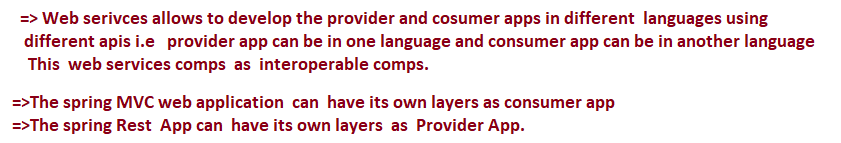 => Web serivces allows to develop the provider and cosumer apps in different languages using
different apis i.e provider app can be in one language and consumer app can be in another language
This web services comps as interoperable comps.
=>The spring MVC web application can have its own layers as consumer app
=>The spring Rest App can have its own layers as Provider App.